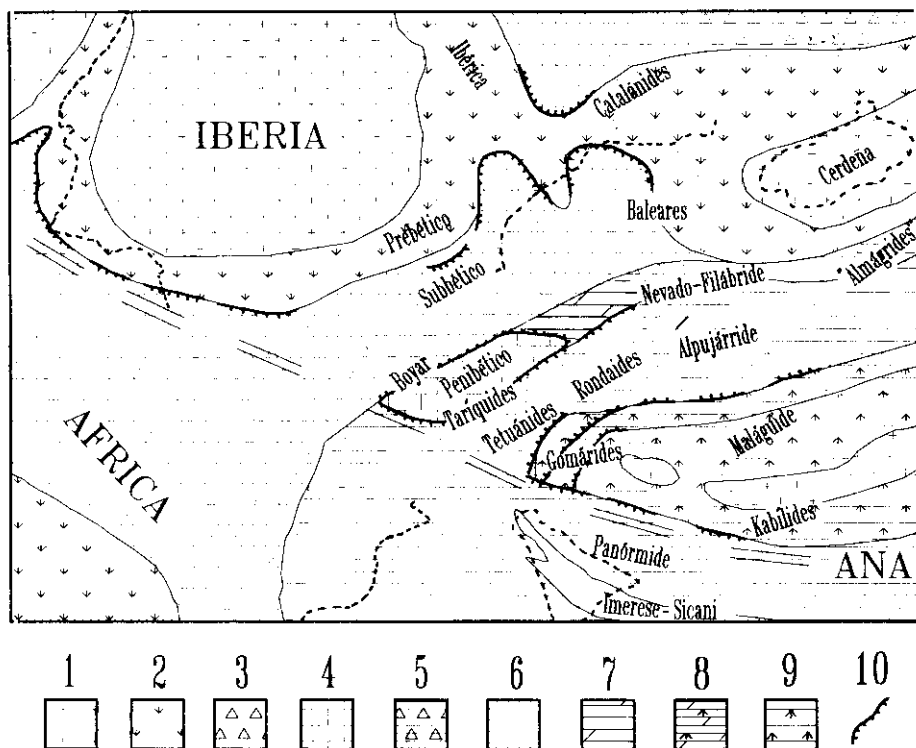 Ibérica
Catalánides
IBERIA
Cerdeña
Baleares
Prebético
Subbético
Almágrides
Nevado-Filábride
Alpujárride
Boyar
Penibético
Rondaides
Tariquides
Tetuánides
Maláguide
Gomárides
AFRICA
Kabílides
Panórmide
ANA
Imerese-Sicani
1 2 3 4 5 6 7 8 9 10